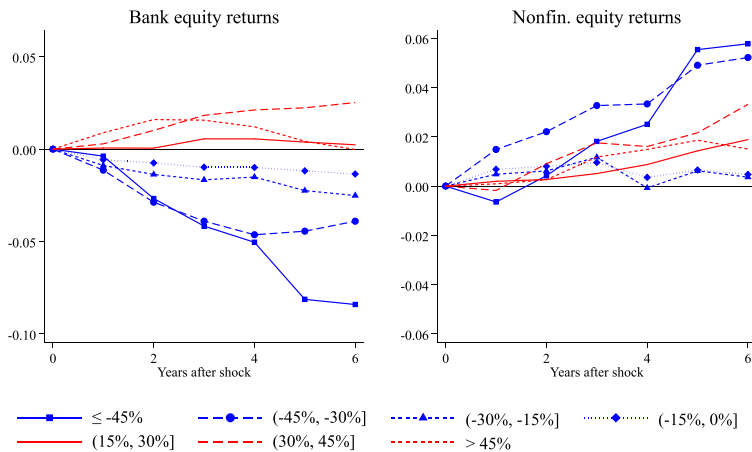 Bank equity returns
0.05
0.00
-0.05
-0.10
0 2 4 6
Years after shock
Nonfin. equity returns
0.06
0.04
0.02
0.00
-0.02
-0.04
-0.06
0 2 4 6
Years after shock
≤ -45% (-45%, -30%] (-30%, -15%] (-15%, 0%]
(15%, 30%] (30%, 45%] > 45%